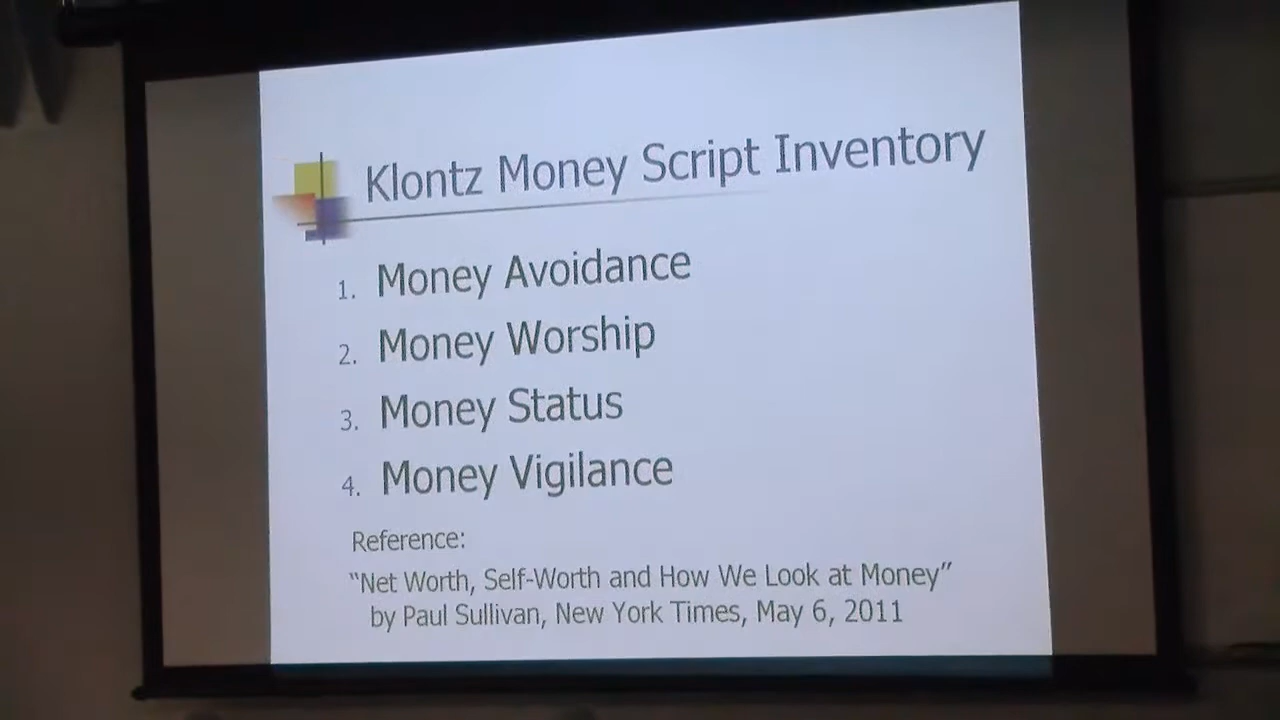 Klontz Money Script Inventory
1. Money Avoidance
2. Money Worship
3. Money Status
4. Money Vigilance
Reference:
“Net Worth, Self-Worth and How We Look at Money”
by Paul Sullivan, New York Times, May 6, 2011